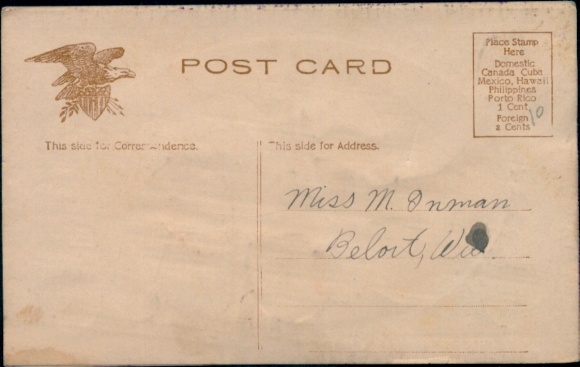 POST CARD
Place Stamp
Here
Domestic
Canada Cuba
Mexico, Hawaii
Philippines
Porto Rico
1 Cent
Foreign
2 Cents
10
This side for Correspondence.
This side for Address.
Miss M. Inman
Beloit, Wis.